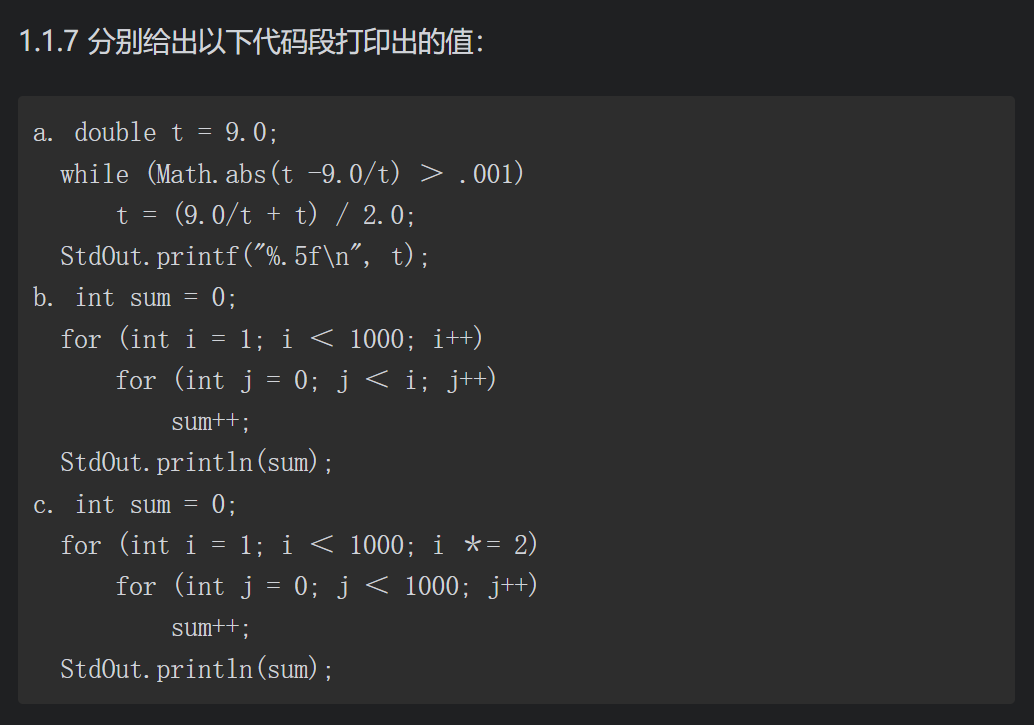 1.1.7 分别给出以下代码段打印出的值：
a. double t = 9.0;
while (Math.abs(t -9.0/t) > .001)
t = (9.0/t + t) / 2.0;
StdOut.printf("%.5f\n", t);
b. int sum = 0;
for (int i = 1; i < 1000; i++)
for (int j = 0; j < i; j++)
sum++;
StdOut.println(sum);
c. int sum = 0;
for (int i = 1; i < 1000; i *= 2)
for (int j = 0; j < 1000; j++)
sum++;
StdOut.println(sum);